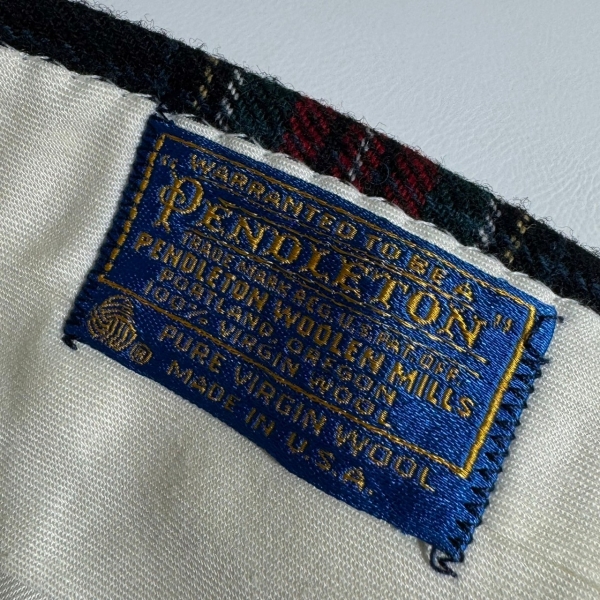 "WARRANTED TO BE A
PENDLETON"
TRADE MARK REG. U.S. PAT. OFF.
PENDLETON WOOLEN MILLS
PORTLAND, OREGON
100% VIRGIN WOOL
® PURE VIRGIN WOOL
MADE IN U.S.A.